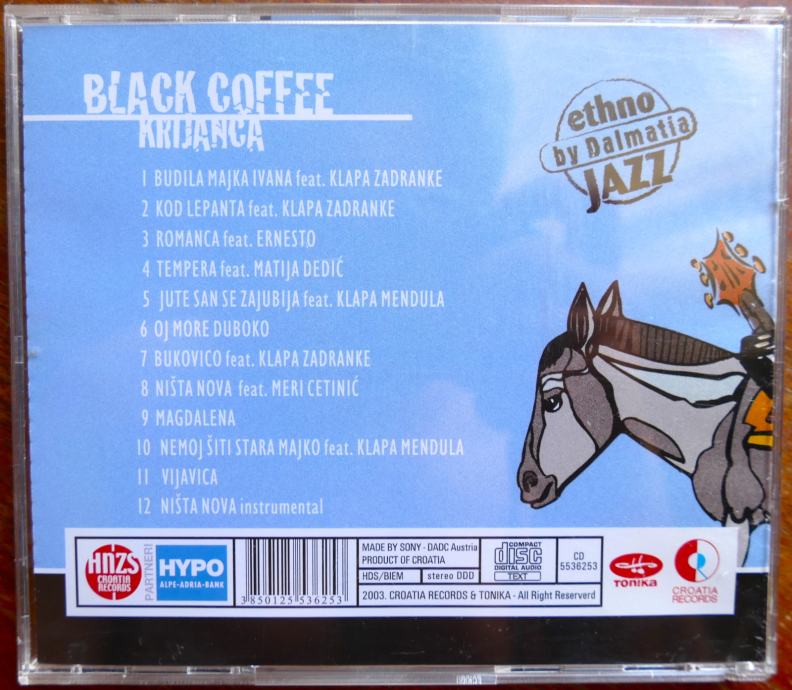 BLACK COFFEE
KRIJANČA
ethno
by Dalmatia
JAZZ
1 BUDILA MAJKA IVANA feat. KLAPA ZADRANKE
2 KOD LEPANTA feat. KLAPA ZADRANKE
3 ROMANCA feat. ERNESTO
4 TEMPERA feat. MATIJA DEDIĆ
5 JUTE SAN SE ZAJUBIJA feat. KLAPA MENDULA
6 OJ MORE DUBOKO
7 BUKOVICO feat. KLAPA ZADRANKE
8 NIŠTA NOVA feat. MERI CETINIĆ
9 MAGDALENA
10 NEMOJ ŠITI STARA MAJKO feat. KLAPA MENDULA
11 VIJAVICA
12 NIŠTA NOVA instrumental
HNZS
CROATIA
RECORDS
PARTNERI
HYPO
ALPE-ADRIA-BANK
3850125536253
MADE BY SONY - DADC Austria
PRODUCT OF CROATIA
HDS/BIEM
stereo DDD
2003. CROATIA RECORDS & TONIKA - All Right Reserverd
COMPACT
disc
DIGITAL AUDIO
TEXT
CD
5536253
TONIKA
CROATIA
RECORDS